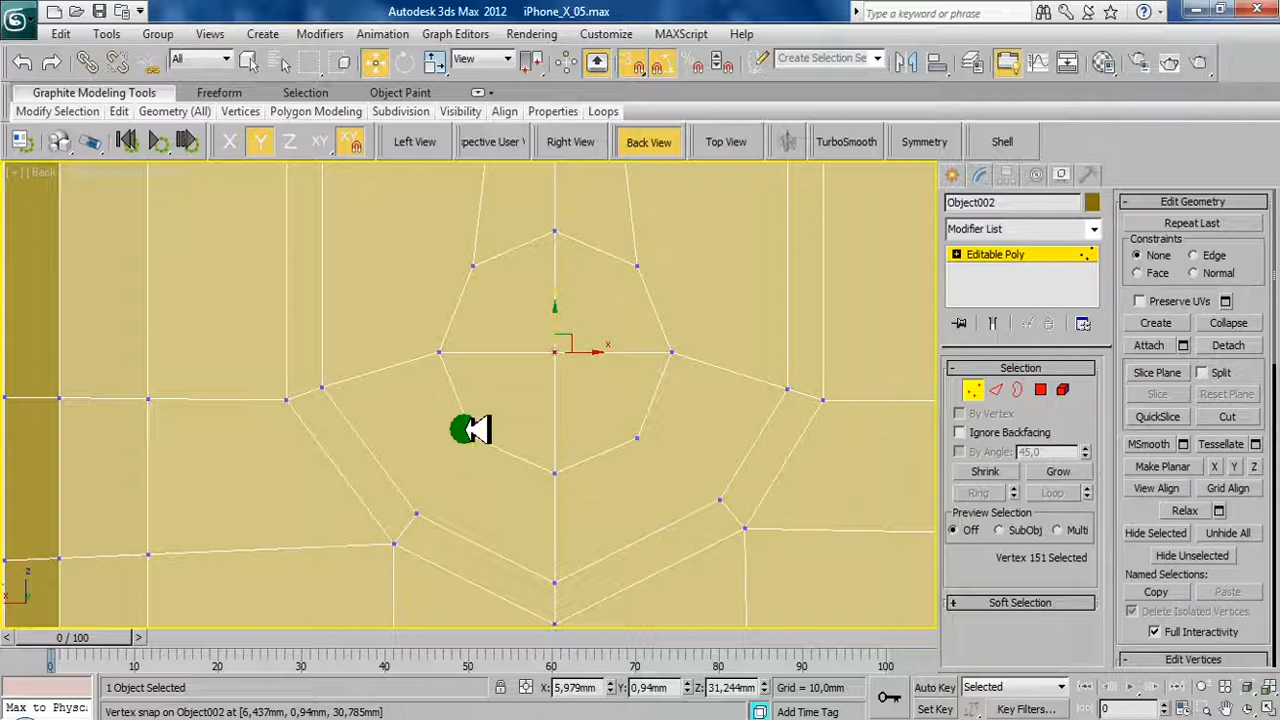 Autodesk 3ds Max 2012 iPhone_X_05.max
Type a keyword or phrase
Edit Tools Group Views Create Modifiers Animation Graph Editors Rendering Customize MAXScript Help
All View Create Selection Se
Graphite Modeling Tools Freeform Selection Object Paint
Modify Selection Edit Geometry (All) Vertices Polygon Modeling Subdivision Visibility Align Properties Loops
X Y Z XY XY Left View pective User V Right View Back View Top View TurboSmooth Symmetry Shell
[ + ] [ Back
Object002
Modifier List
Editable Poly
- Selection
By Vertex
Ignore Backfacing
By Angle: 45,0
Shrink Grow
Ring Loop
Preview Selection
Off SubObj Multi
Vertex 151 Selected
+ Soft Selection
- Edit Geometry
Repeat Last
Constraints
None Edge
Face Normal
Preserve UVs
Create Collapse
Attach Detach
Slice Plane Split
Slice Reset Plane
QuickSlice Cut
MSmooth Tessellate
Make Planar X Y Z
View Align Grid Align
Relax
Hide Selected Unhide All
Hide Unselected
Named Selections:
Copy Paste
Delete Isolated Vertices
Full Interactivity
- Edit Vertices
x
z
x
< 0 / 100 >
0 10 20 30 40 50 60 70 80 90 100
1 Object Selected X: 5,979mm Y: 0,94mm Z: 31,244mm Grid = 10,0mm Auto Key Selected
Max to Physc. Vertex snap on Object002 at [6,437mm, 0,94mm, 30,785mm] Add Time Tag Set Key Key Filters... 0